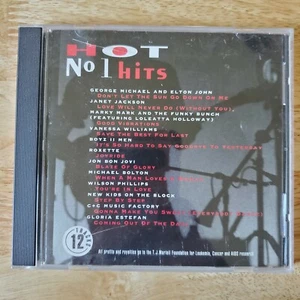 HOT
No 1 hits
GEORGE MICHAEL AND ELTON JOHN
DON'T LET THE SUN GO DOWN ON ME
JANET JACKSON
LOVE WILL NEVER DO (WITHOUT YOU)
MARKY MARK AND THE FUNKY BUNCH
(FEATURING LOLEATTA HOLLOWAY)
GOOD VIBRATIONS
VANESSA WILLIAMS
SAVE THE BEST FOR LAST
BOYZ II MEN
IT'S SO HARD TO SAY GOODBYE TO YESTERDAY
ROXETTE
JOYRIDE
JON BON JOVI
BLAZE OF GLORY
MICHAEL BOLTON
WHEN A MAN LOVES
WILSON PHILLIPS
YOU'RE IN LOVE
NEW KIDS ON THE BLOCK
STEP BY STEP
C+C MUSIC FACTORY
GONNA MAKE YOU SWEAT
GLORIA ESTEFAN
COMING OUT OF THE DARK
12 TRACKS
All profits and royalties go to the T.J. Martell Foundation for Leukemia, Cancer and AIDS research